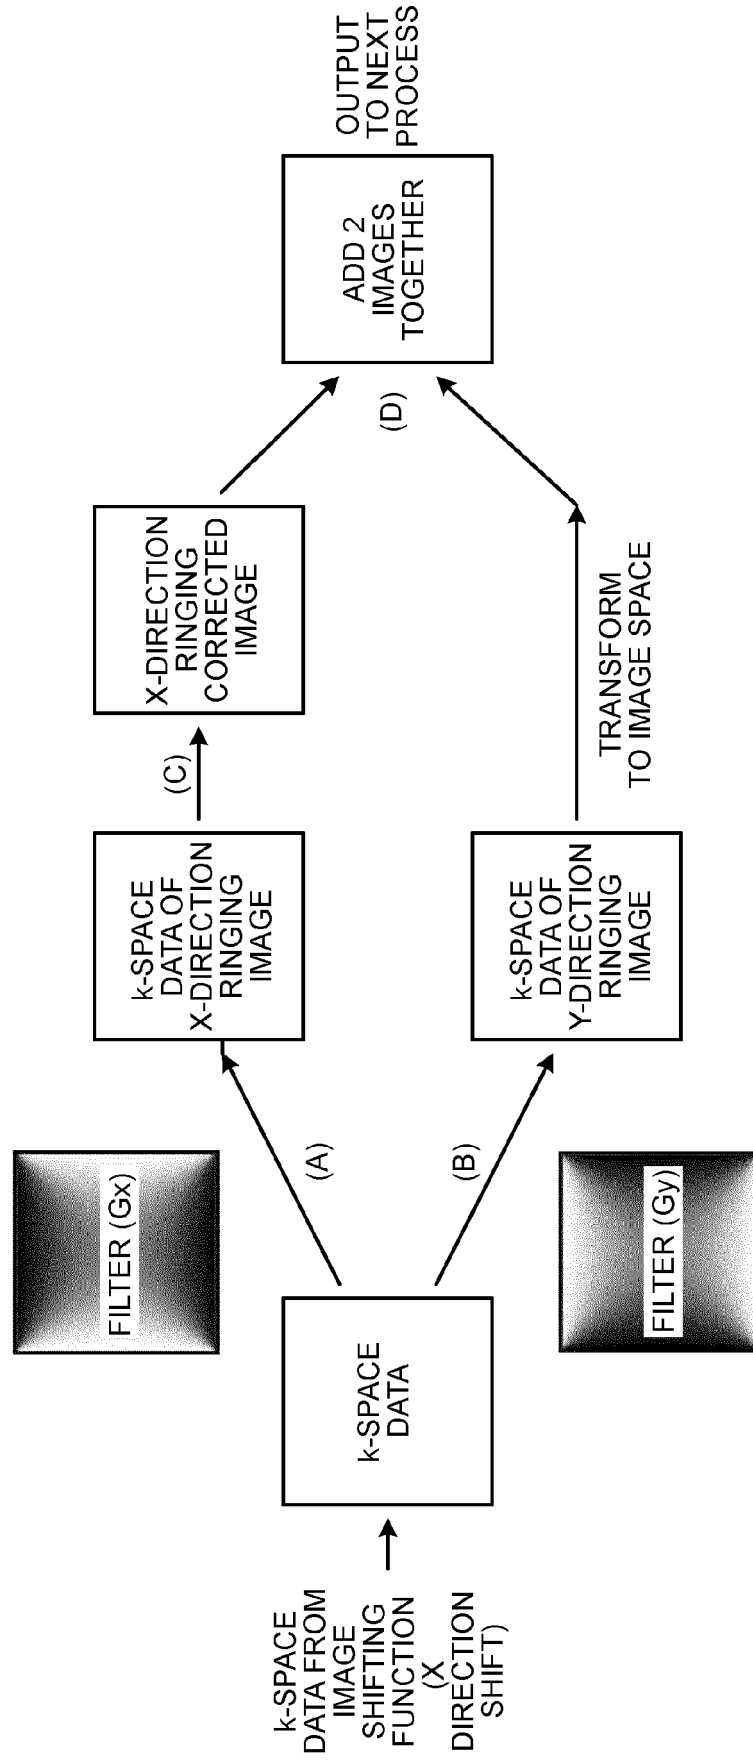 k-SPACE
DATA FROM
IMAGE
SHIFTING
FUNCTION
(X
DIRECTION
SHIFT)
k-SPACE
DATA
FILTER (Gx)
(A)
FILTER (Gy)
(B)
k-SPACE
DATA OF
X-DIRECTION
RINGING
IMAGE
k-SPACE
DATA OF
Y-DIRECTION
RINGING
IMAGE
(C)
TRANSFORM
TO IMAGE SPACE
X-DIRECTION
RINGING
CORRECTED
IMAGE
(D)
ADD 2
IMAGES
TOGETHER
OUTPUT
TO NEXT
PROCESS